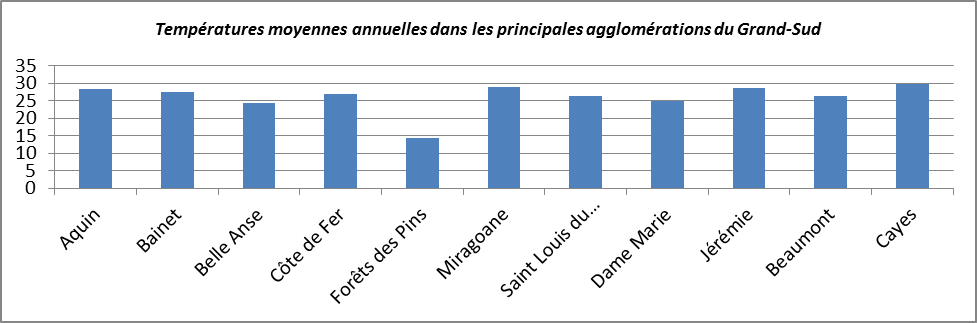 Températures moyennes annuelles dans les principales agglomérations du Grand-Sud
35
30
25
20
15
10
5
0
Aquin
Bainet
Belle Anse
Côte de Fer
Forêts des Pins
Miragoane
Saint Louis du...
Dame Marie
Jérémie
Beaumont
Cayes